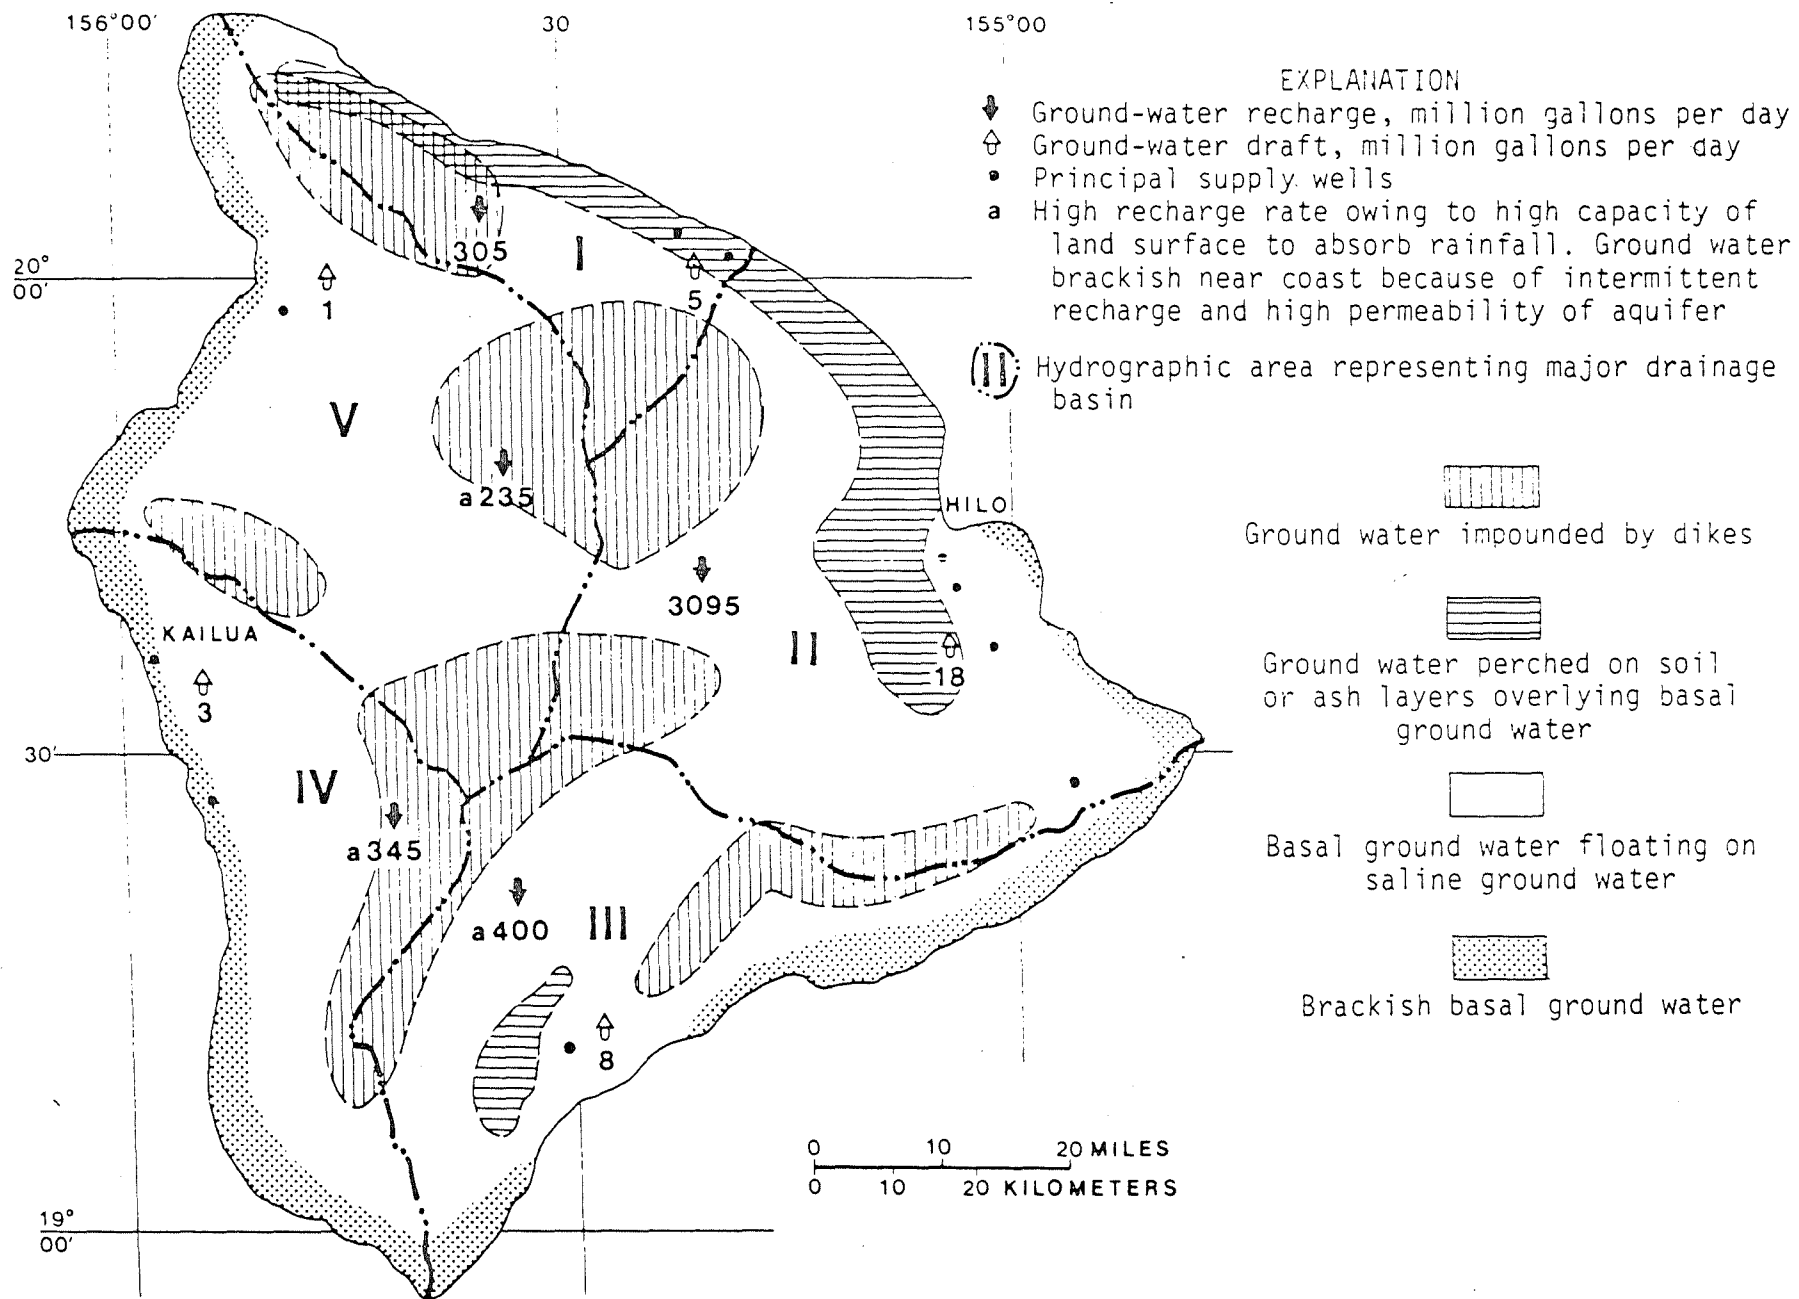 156°00'
30
155°00
EXPLANATION
Ground-water recharge, million gallons per day
Ground-water draft, million gallons per day
Principal supply wells
a High recharge rate owing to high capacity of
land surface to absorb rainfall. Ground water
brackish near coast because of intermittent
recharge and high permeability of aquifer
II Hydrographic area representing major drainage
basin
305
I
20°
00'
1
5
V
a235
HILO
Ground water impounded by dikes
3095
KAILUA
II
18
3
Ground water perched on soil
or ash layers overlying basal
ground water
30'
IV
a345
Basal ground water floating on
saline ground water
a400
III
Brackish basal ground water
8
0 10 20 MILES
0 10 20 KILOMETERS
19°
00'